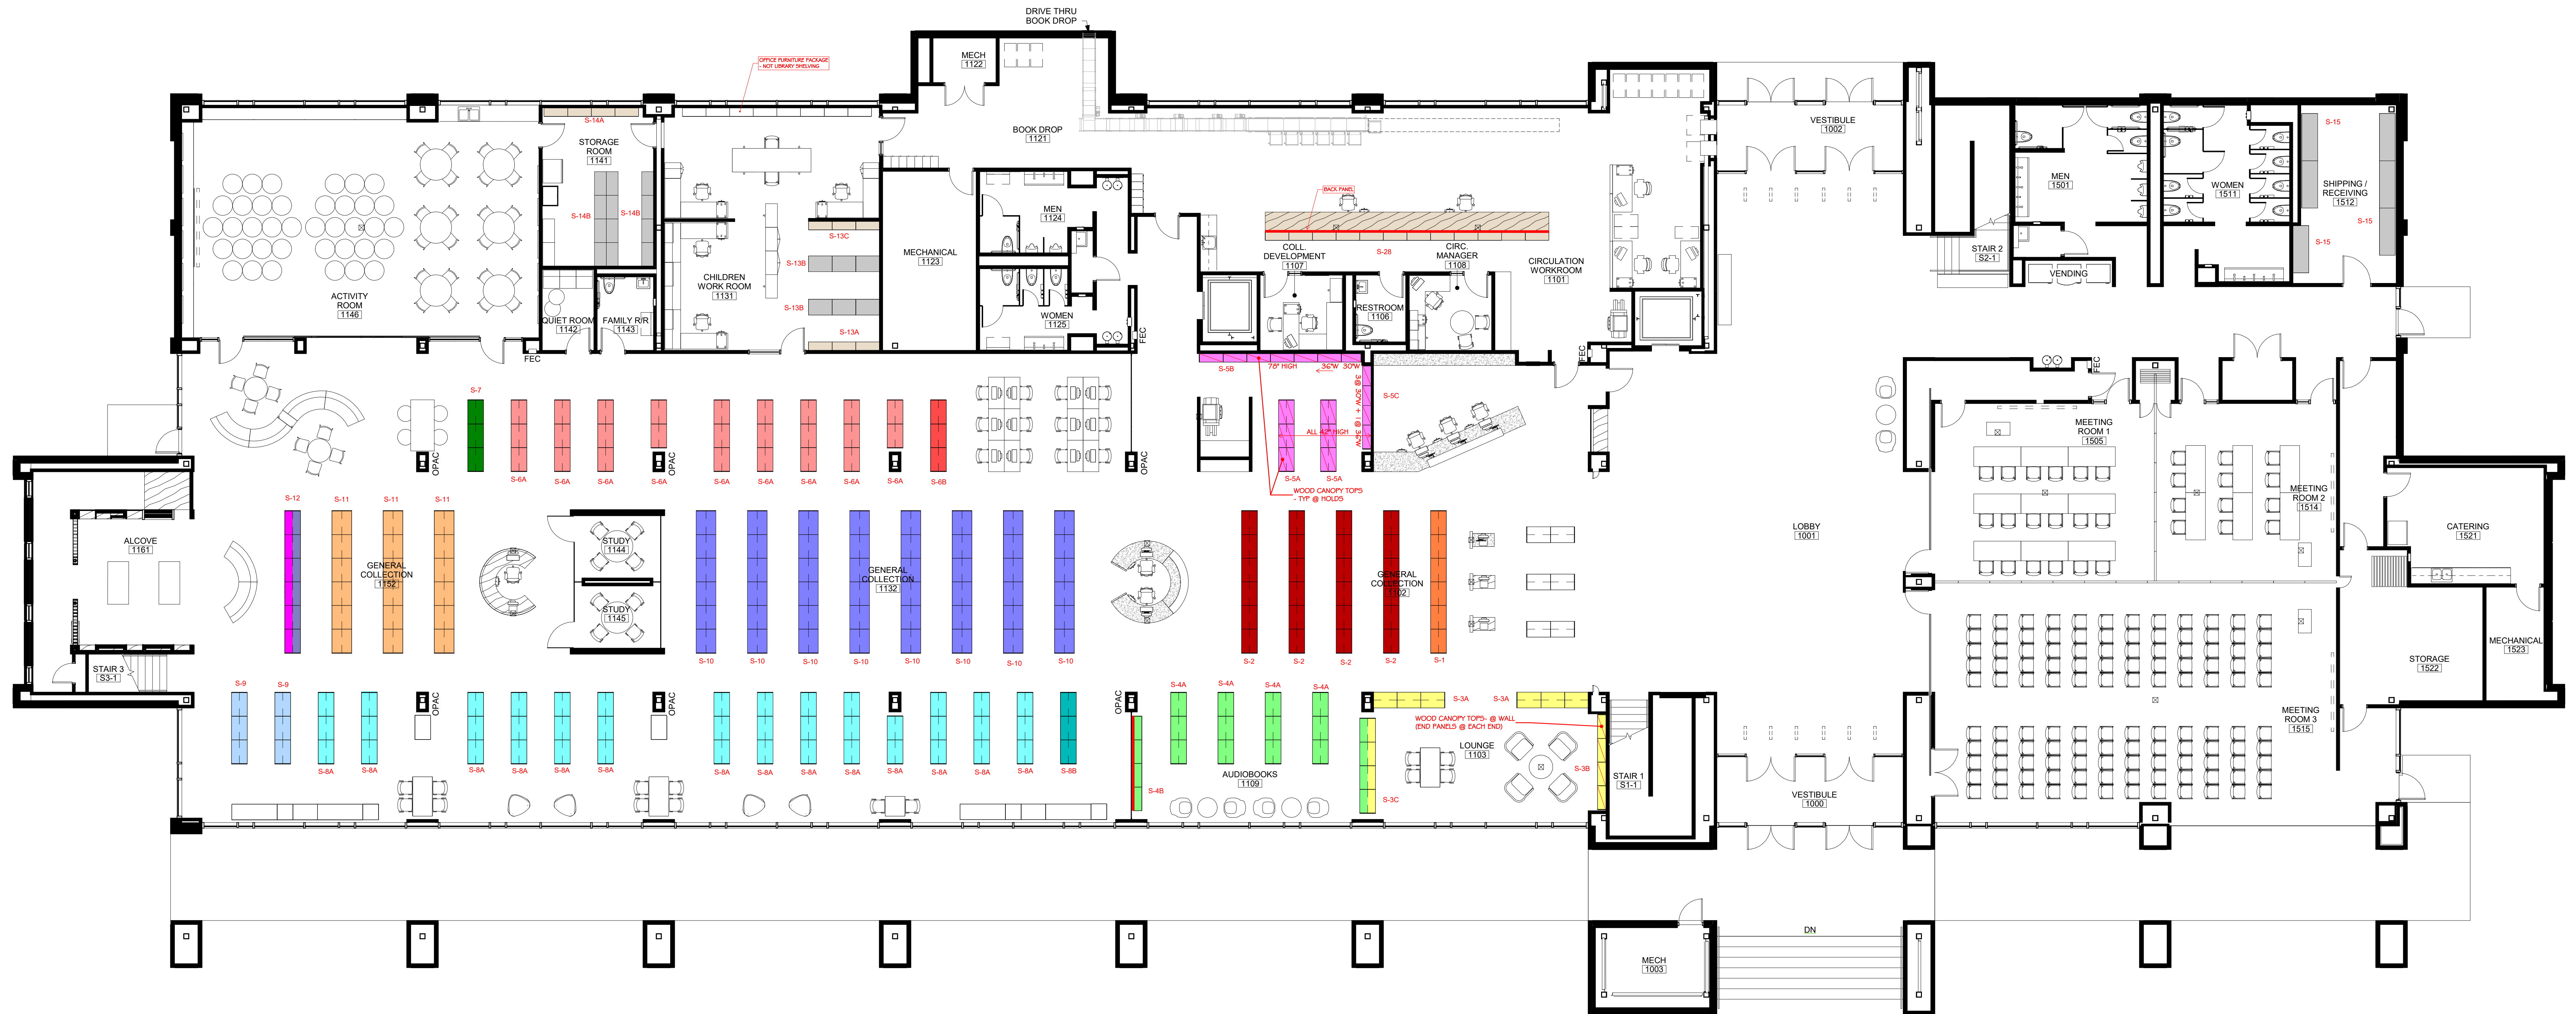 DRIVE THRU
BOOK DROP
OFFICE FURNITURE PACKAGE
- NOT LIBRARY SHELVING
MECH
1122
S-14A
STORAGE
ROOM
1141
S-14B
S-14B
BOOK DROP
1121
VESTIBULE
1002
MEN
1501
WOMEN
1511
S-15
SHIPPING /
RECEIVING
1512
S-15
S-15
BACK PANEL
MEN
1124
S-13C
MECHANICAL
1123
S-13B
CHILDREN
WORK ROOM
1131
S-13B
S-13A
COLL.
DEVELOPMENT
1107
S-28
CIRC.
MANAGER
1108
CIRCULATION
WORKROOM
1101
STAIR 2
S2-1
VENDING
ACTIVITY
ROOM
1146
QUIET ROOM
1142
FAMILY R/R
1143
WOMEN
1125
RESTROOM
1106
FEC
FEC
FEC
FEC
S-5B
78" HIGH
36"W
30"W
3@ 30"W + 1 @ 36"W
S-5C
ALL 42" HIGH
S-7
MEETING
ROOM 1
1505
OPAC
OPAC
OPAC
S-6A
S-6A
S-6A
S-6A
S-6A
S-6A
S-6A
S-6A
S-6A
S-6B
S-5A
S-5A
WOOD CANOPY TOPS
- TYP @ HOLDS
S-12
S-11
S-11
S-11
MEETING
ROOM 2
1514
ALCOVE
1161
STUDY
1144
LOBBY
1001
CATERING
1521
GENERAL
COLLECTION
1152
GENERAL
COLLECTION
1132
GENERAL
COLLECTION
1102
STUDY
1145
MECHANICAL
1523
STAIR 3
S3-1
S-10
S-10
S-10
S-10
S-10
S-10
S-10
S-10
S-2
S-2
S-2
S-2
S-1
STORAGE
1522
S-9
S-9
S-4A
S-4A
S-4A
S-4A
OPAC
OPAC
OPAC
S-3A
S-3A
WOOD CANOPY TOPS- @ WALL
(END PANELS @ EACH END)
MEETING
ROOM 3
1515
LOUNGE
1103
S-8A
S-8A
S-8A
S-8A
S-8A
S-8A
S-8A
S-8A
S-8A
S-8A
S-8A
S-8A
S-8A
S-8A
S-8B
AUDIOBOOKS
1109
S-3B
STAIR 1
S1-1
S-4B
S-3C
VESTIBULE
1000
DN
MECH
1003